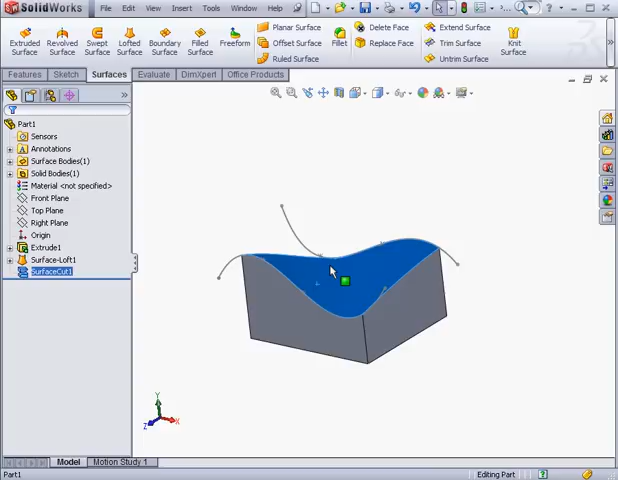 SolidWorks File Edit View Insert Tools Window Help
Extruded Surface
Revolved Surface
Swept Surface
Lofted Surface
Boundary Surface
Filled Surface
Freeform
Planar Surface
Offset Surface
Ruled Surface
Fillet
Delete Face
Replace Face
Extend Surface
Trim Surface
Untrim Surface
Knit Surface
Features Sketch Surfaces Evaluate DimXpert Office Products
Part1
Sensors
Annotations
Surface Bodies(1)
Solid Bodies(1)
Material <not specified>
Front Plane
Top Plane
Right Plane
Origin
Extrude1
Surface-Loft1
SurfaceCut1
Y
Z
X
Model Motion Study 1
Part1 Editing Part